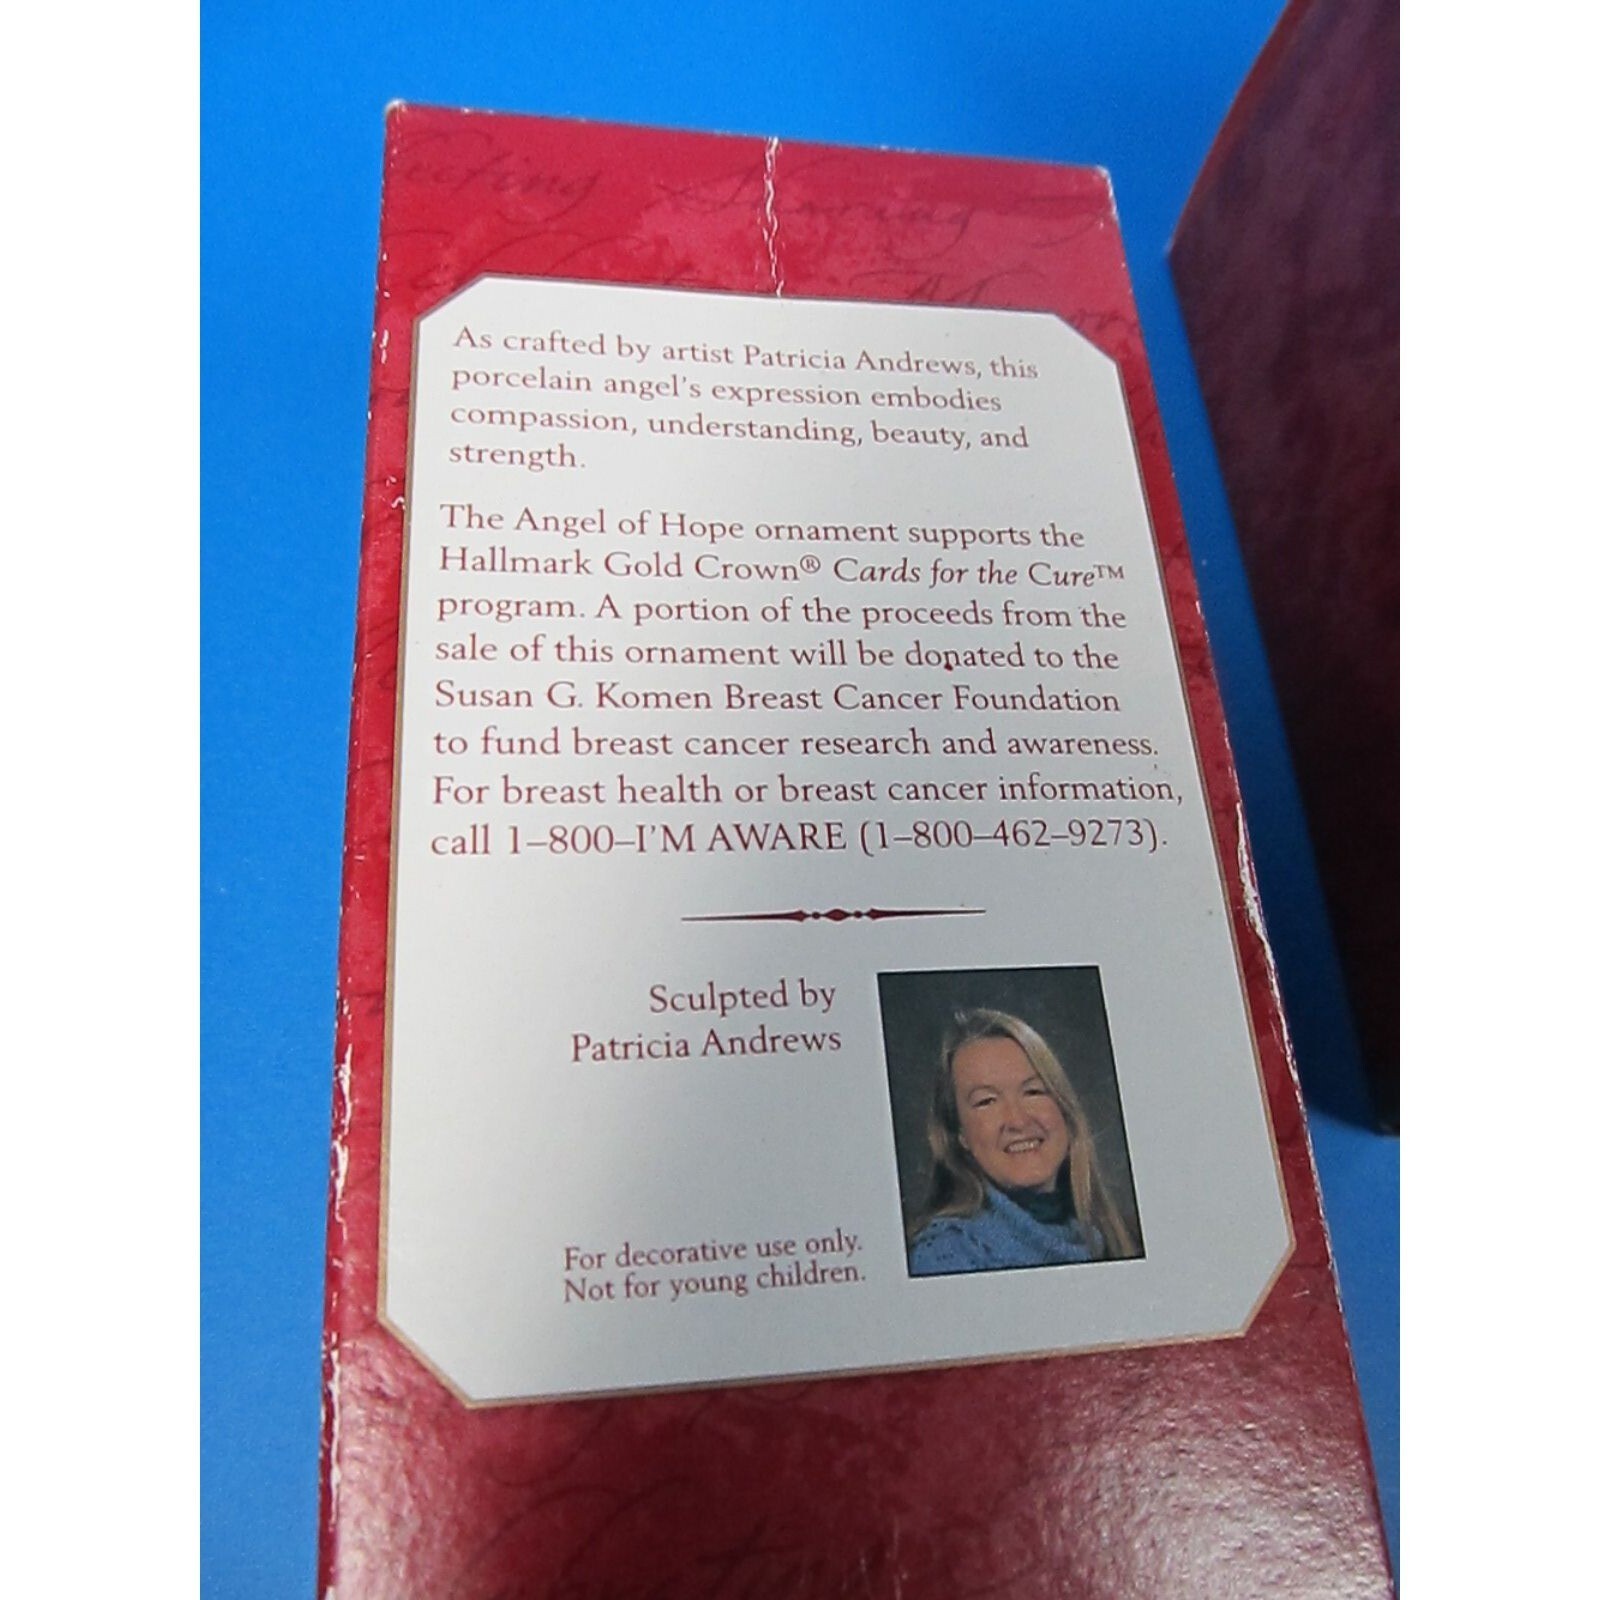 As crafted by artist Patricia Andrews, this
porcelain angel's expression embodies
compassion, understanding, beauty, and
strength.
The Angel of Hope ornament supports the
Hallmark Gold Crown® Cards for the Cure™
program. A portion of the proceeds from the
sale of this ornament will be donated to the
Susan G. Komen Breast Cancer Foundation
to fund breast cancer research and awareness.
For breast health or breast cancer information,
call 1–800–I'M AWARE (1–800–462–9273).
Sculpted by
Patricia Andrews
For decorative use only.
Not for young children.